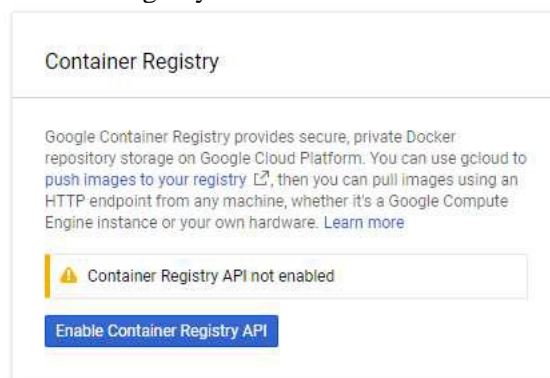 Container Registry
Google Container Registry provides secure, private Docker
repository storage on Google Cloud Platform. You can use gcloud to
push images to your registry, then you can pull images using an
HTTP endpoint from any machine, whether it's a Google Compute
Engine instance or your own hardware. Learn more
Container Registry API not enabled
Enable Container Registry API